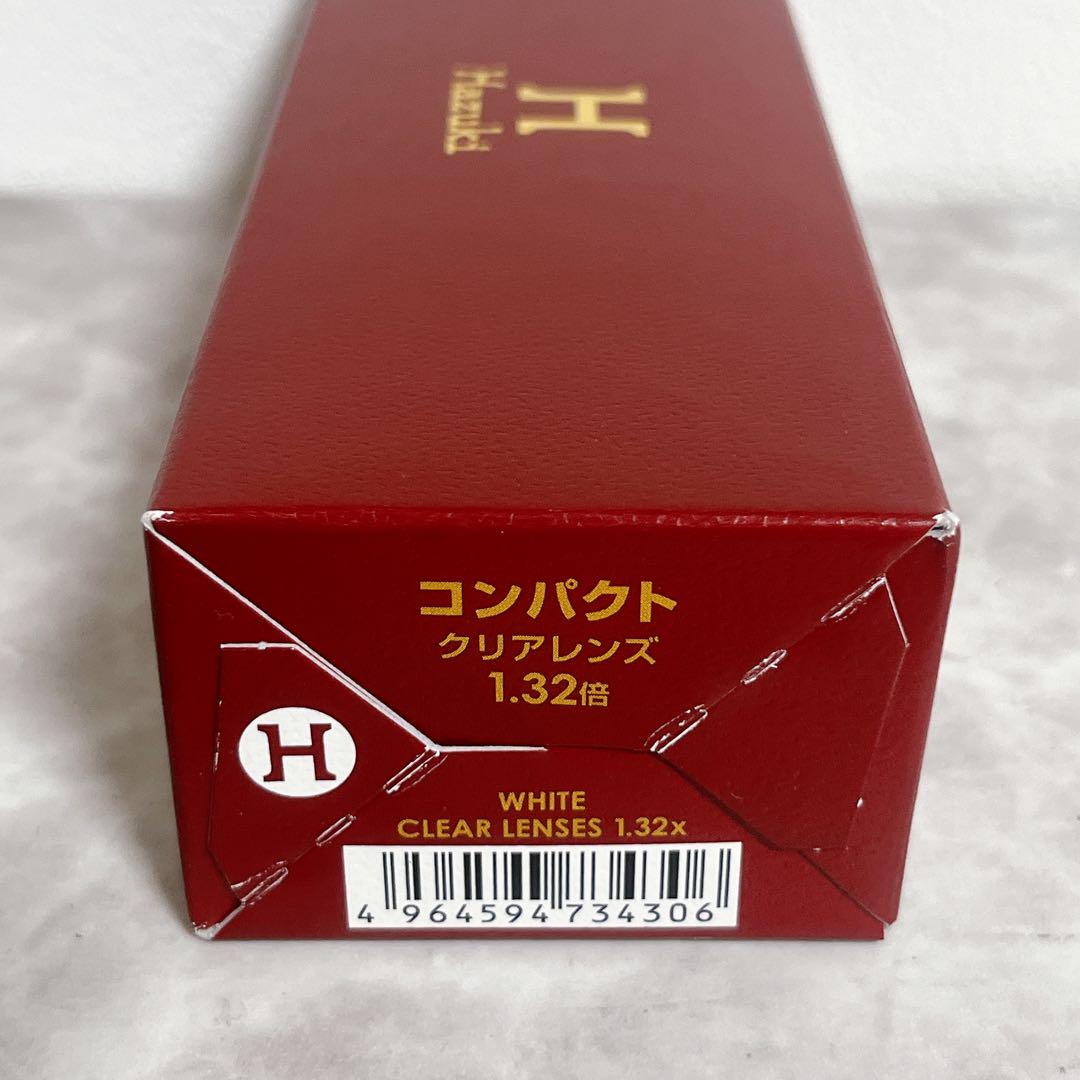 H
Hazuki
コンパクト
クリアレンズ
1.32倍
H
WHITE
CLEAR LENSES 1.32x
4 964594 734306